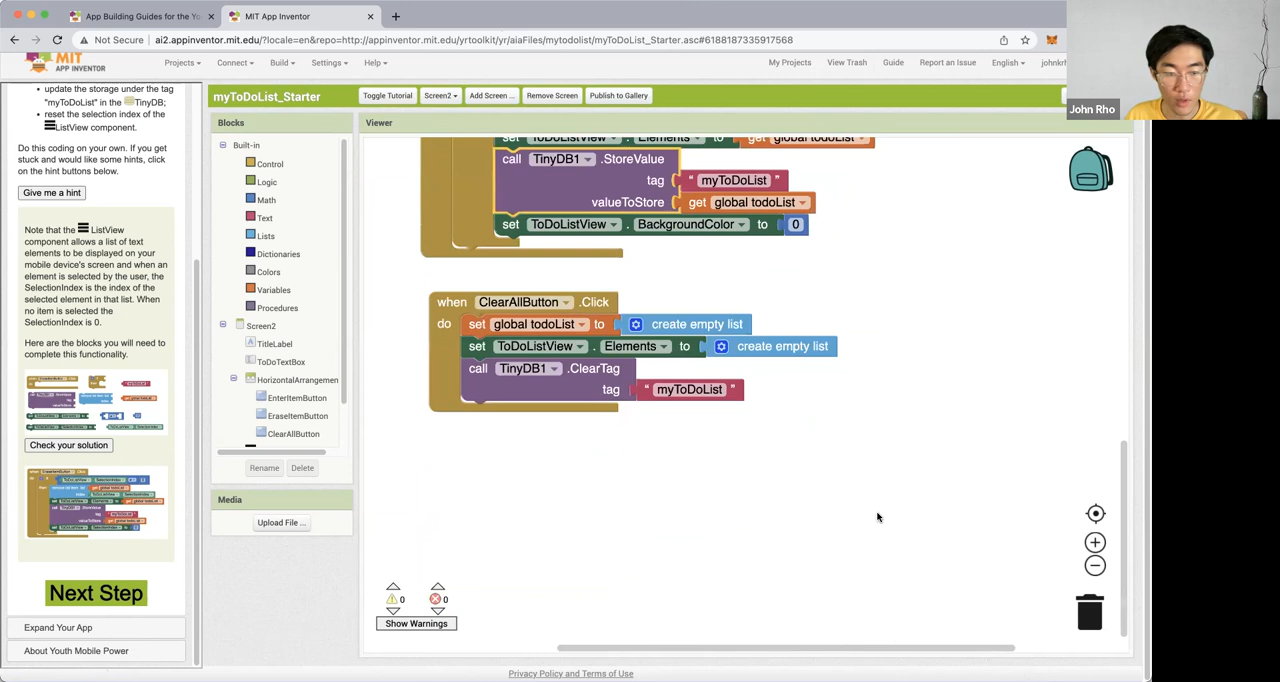 App Building Guides for the Yo
MIT App Inventor
Not Secure
ai2.appinventor.mit.edu/?locale=en&repo=http://appinventor.mit.edu/yrtoolkit/yr/aiaFiles/mytodolist/myToDoList_Starter.asc#6188187335917568
MIT
APP INVENTOR
Projects
Connect
Build
Settings
Help
My Projects
View Trash
Guide
Report an Issue
English
johnkrh
John Rho
myToDoList_Starter
Toggle Tutorial
Screen2
Add Screen ...
Remove Screen
Publish to Gallery
update the storage under the tag
"myToDoList" in the
TinyDB;
reset the selection index of the
ListView component.
Do this coding on your own. If you get
stuck and would like some hints, click
on the hint buttons below.
Give me a hint
Note that the ListView
component allows a list of text
elements to be displayed on your
mobile device's screen and when an
element is selected by the user, the
SelectionIndex is the index of the
selected element in that list. When
no item is selected the
SelectionIndex is 0.
Here are the blocks you will need to
complete this functionality.
Check your solution
Next Step
Expand Your App
About Youth Mobile Power
Blocks
Built-in
Control
Logic
Math
Text
Lists
Dictionaries
Colors
Variables
Procedures
Screen2
TitleLabel
ToDoTextBox
HorizontalArrangemen
EnterItemButton
EraseItemButton
ClearAllButton
Rename
Delete
Media
Upload File ...
Viewer
set ToDoListView . Elements to get global todoList
call TinyDB1 .StoreValue
tag " myToDoList "
valueToStore get global todoList
set ToDoListView . BackgroundColor to 0
when ClearAllButton .Click
do set global todoList to create empty list
set ToDoListView . Elements to create empty list
call TinyDB1 .ClearTag
tag " myToDoList "
0
0
Show Warnings
Privacy Policy and Terms of Use